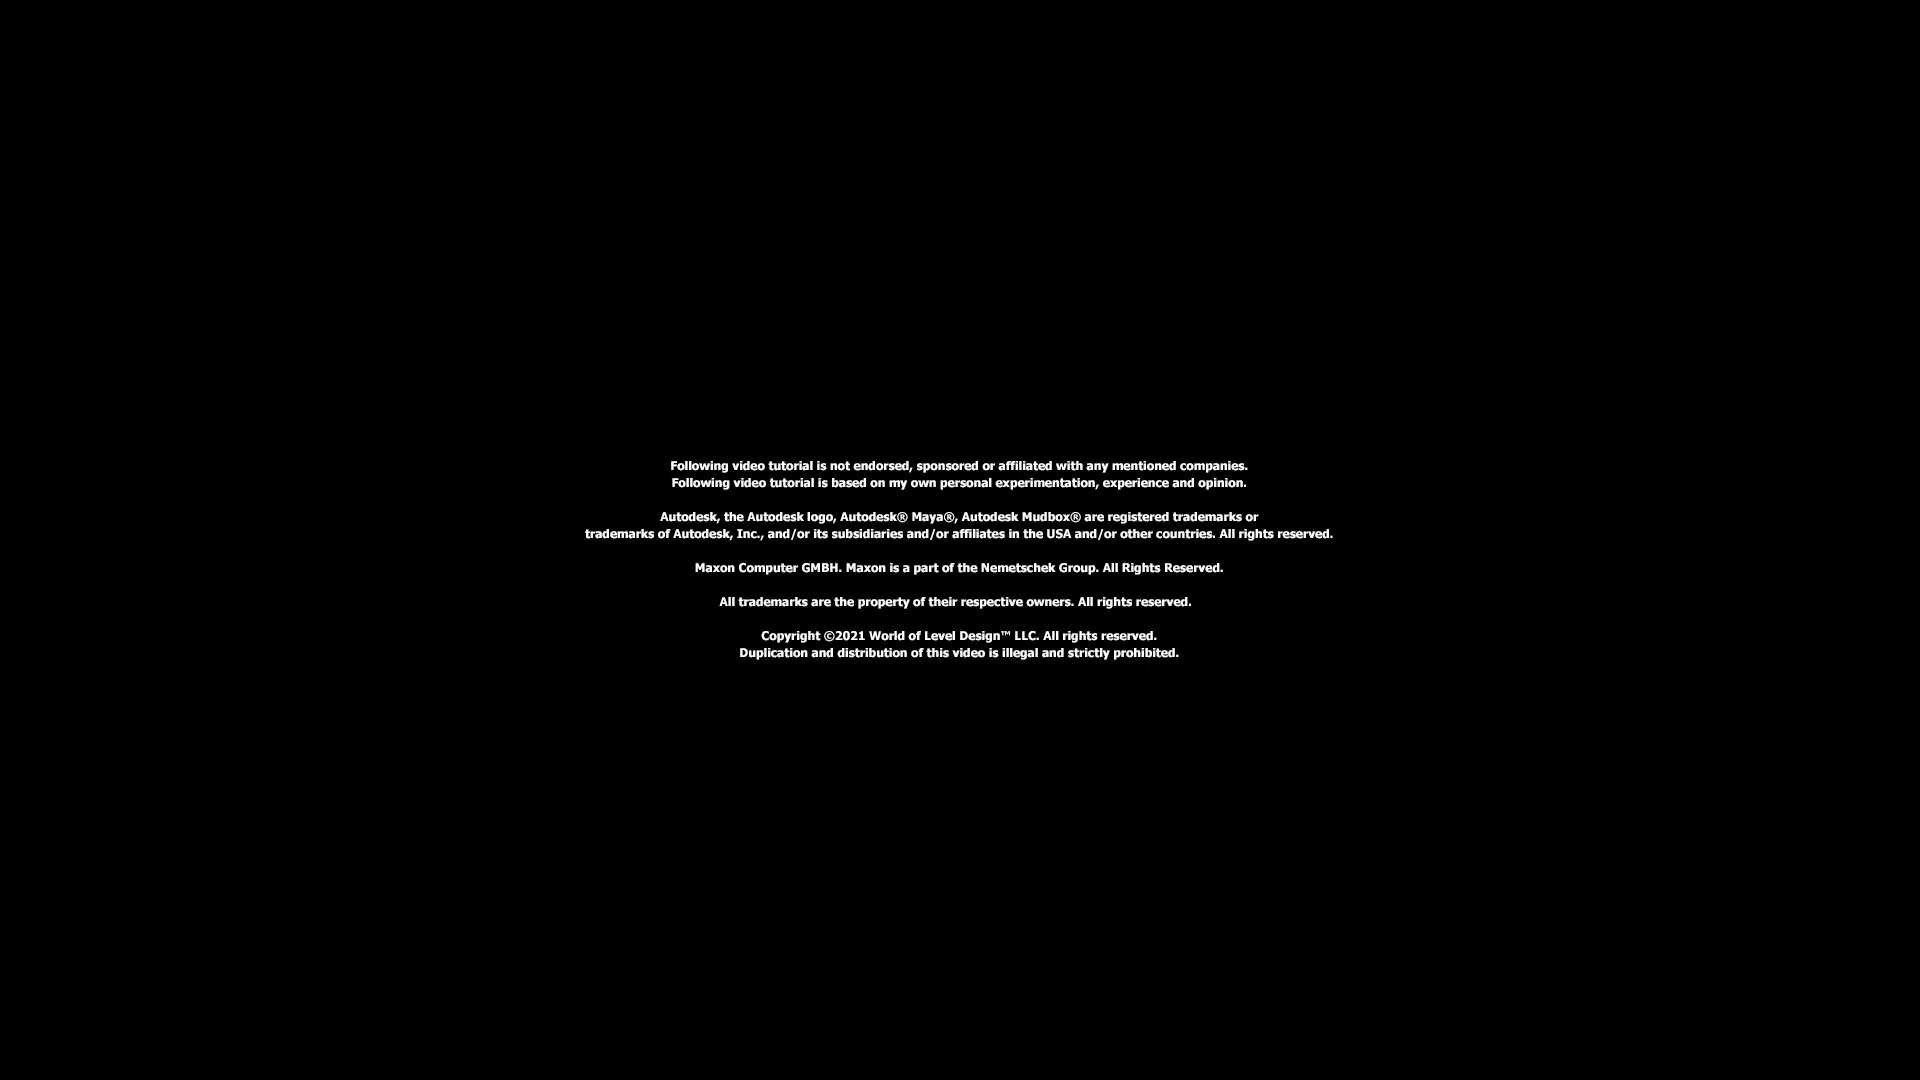 Following video tutorial is not endorsed, sponsored or affiliated with any mentioned companies.
Following video tutorial is based on my own personal experimentation, experience and opinion.
Autodesk, the Autodesk logo, Autodesk® Maya®, Autodesk Mudbox® are registered trademarks or
trademarks of Autodesk, Inc., and/or its subsidiaries and/or affiliates in the USA and/or other countries. All rights reserved.
Maxon Computer GMBH. Maxon is a part of the Nemetschek Group. All Rights Reserved.
All trademarks are the property of their respective owners. All rights reserved.
Copyright ©2021 World of Level Design™ LLC. All rights reserved.
Duplication and distribution of this video is illegal and strictly prohibited.